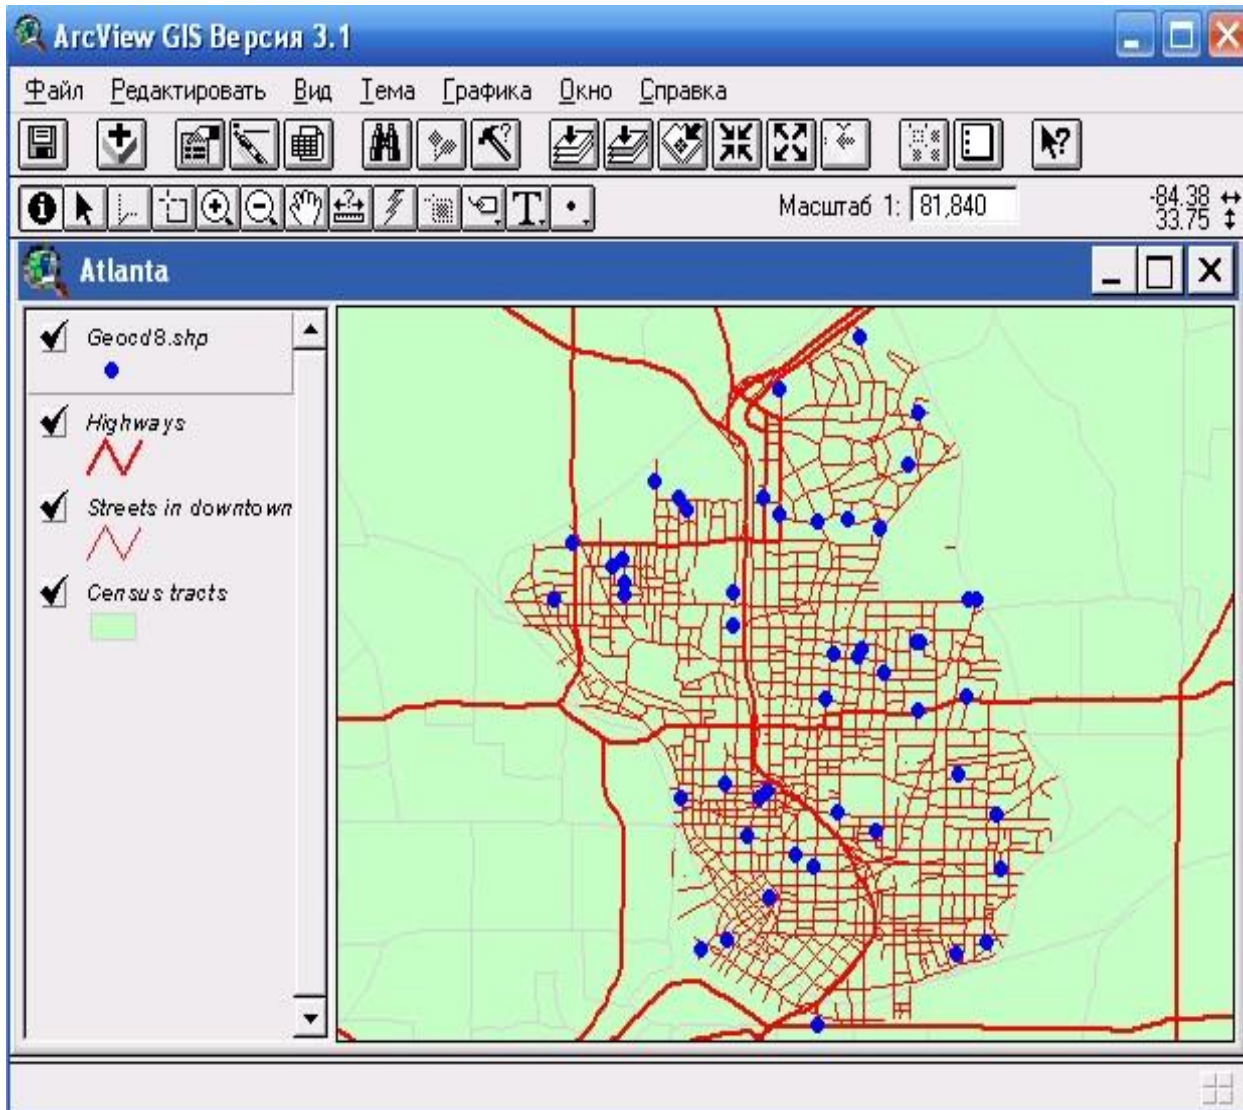 ArcView GIS Версия 3.1
Файл Редактировать Вид Тема Графика Окно Справка
Масштаб 1: 81,840
-84.38
33.75
Atlanta
Geocd8.shp
Highways
Streets in downtown
Census tracts